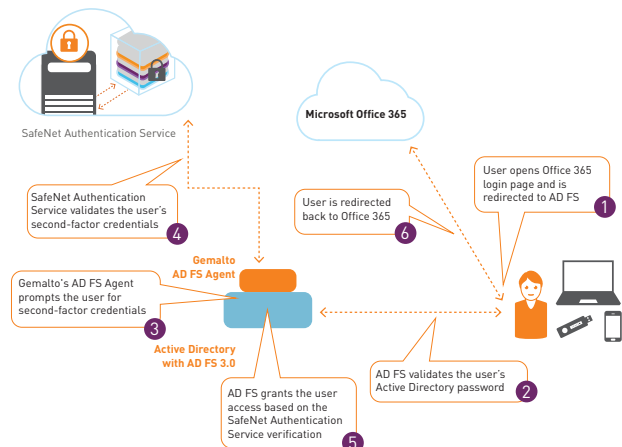 SafeNet Authentication Service
Microsoft Office 365
User opens Office 365
login page and is
redirected to AD FS
1
SafeNet Authentication
Service validates the user's
second-factor credentials
4
User is redirected
back to Office 365
6
Gemalto
AD FS Agent
Gemalto's AD FS Agent
prompts the user for
second-factor credentials
3
Active Directory
with AD FS 3.0
AD FS validates the user's
Active Directory password
2
AD FS grants the user
access based on the
SafeNet Authentication
Service verification
5